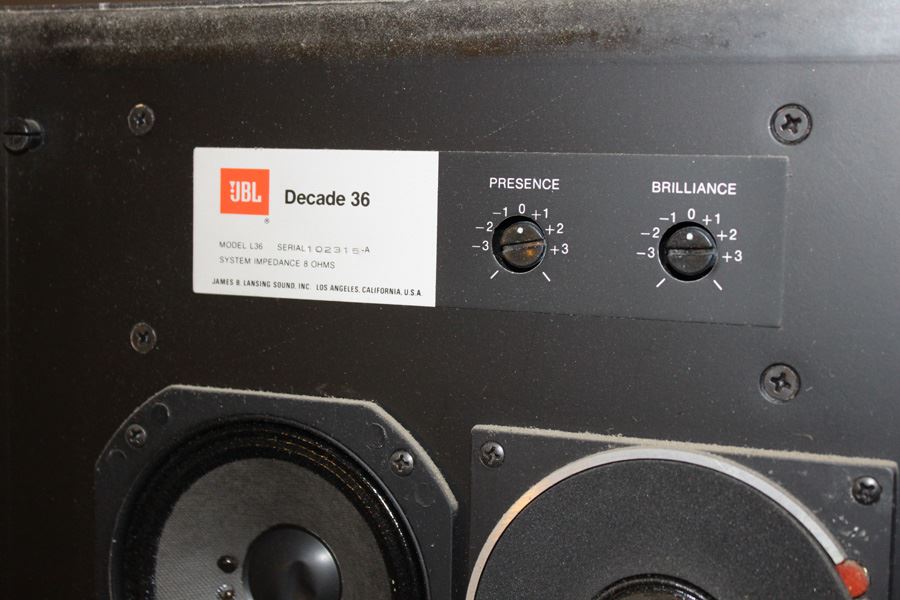 JBL
®
Decade 36
MODEL L36 SERIAL 102315-A
SYSTEM IMPEDANCE 8 OHMS
JAMES B. LANSING SOUND, INC. LOS ANGELES, CALIFORNIA, U.S.A.
PRESENCE
-3 -2 -1 0 +1 +2 +3
BRILLIANCE
-3 -2 -1 0 +1 +2 +3